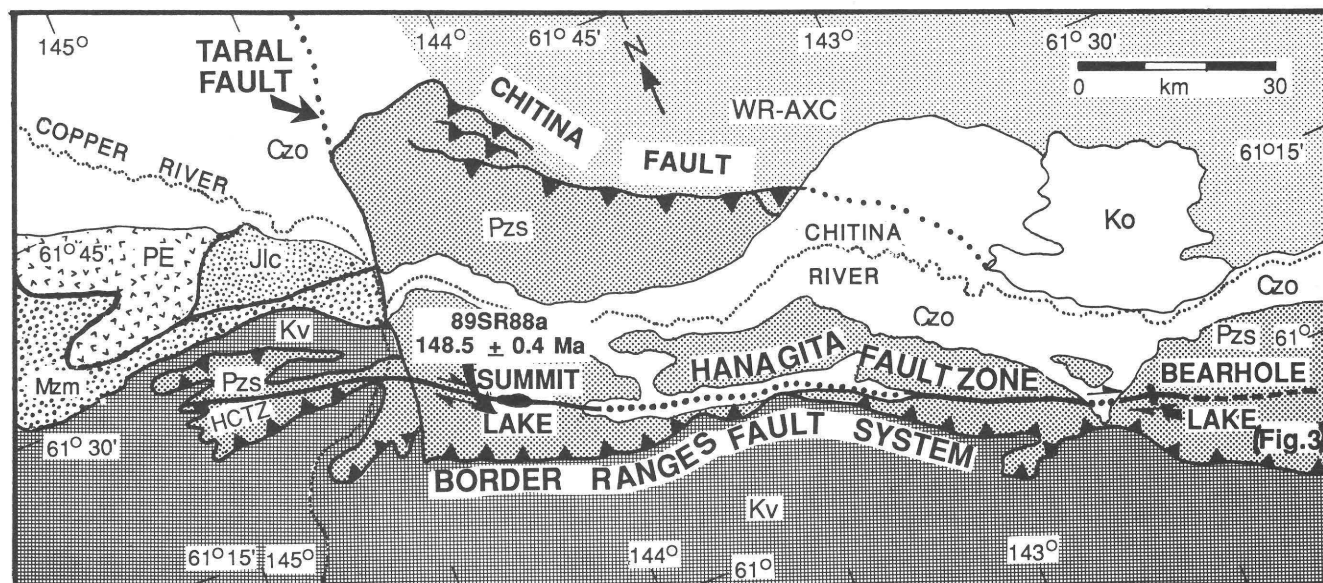 145°
144°
61° 45'
N
143°
61° 30'
0 km 30
TARAL
FAULT
CHITINA
FAULT
WR-AXC
61°15'
COPPER RIVER
Czo
Pzs
Ko
CHITINA
RIVER
61° 45'
PE
Jlc
Czo
Czo
Kv
89SR88a
148.5 ± 0.4 Ma
Pzs
61°
Mzm
Pzs
HCTZ
SUMMIT
LAKE
HANAGITA FAULT ZONE
BEARHOLE
LAKE
(Fig.3
61° 30'
BORDER RANGES FAULT SYSTEM
Kv
61° 15'
145°
144°
61°
143°